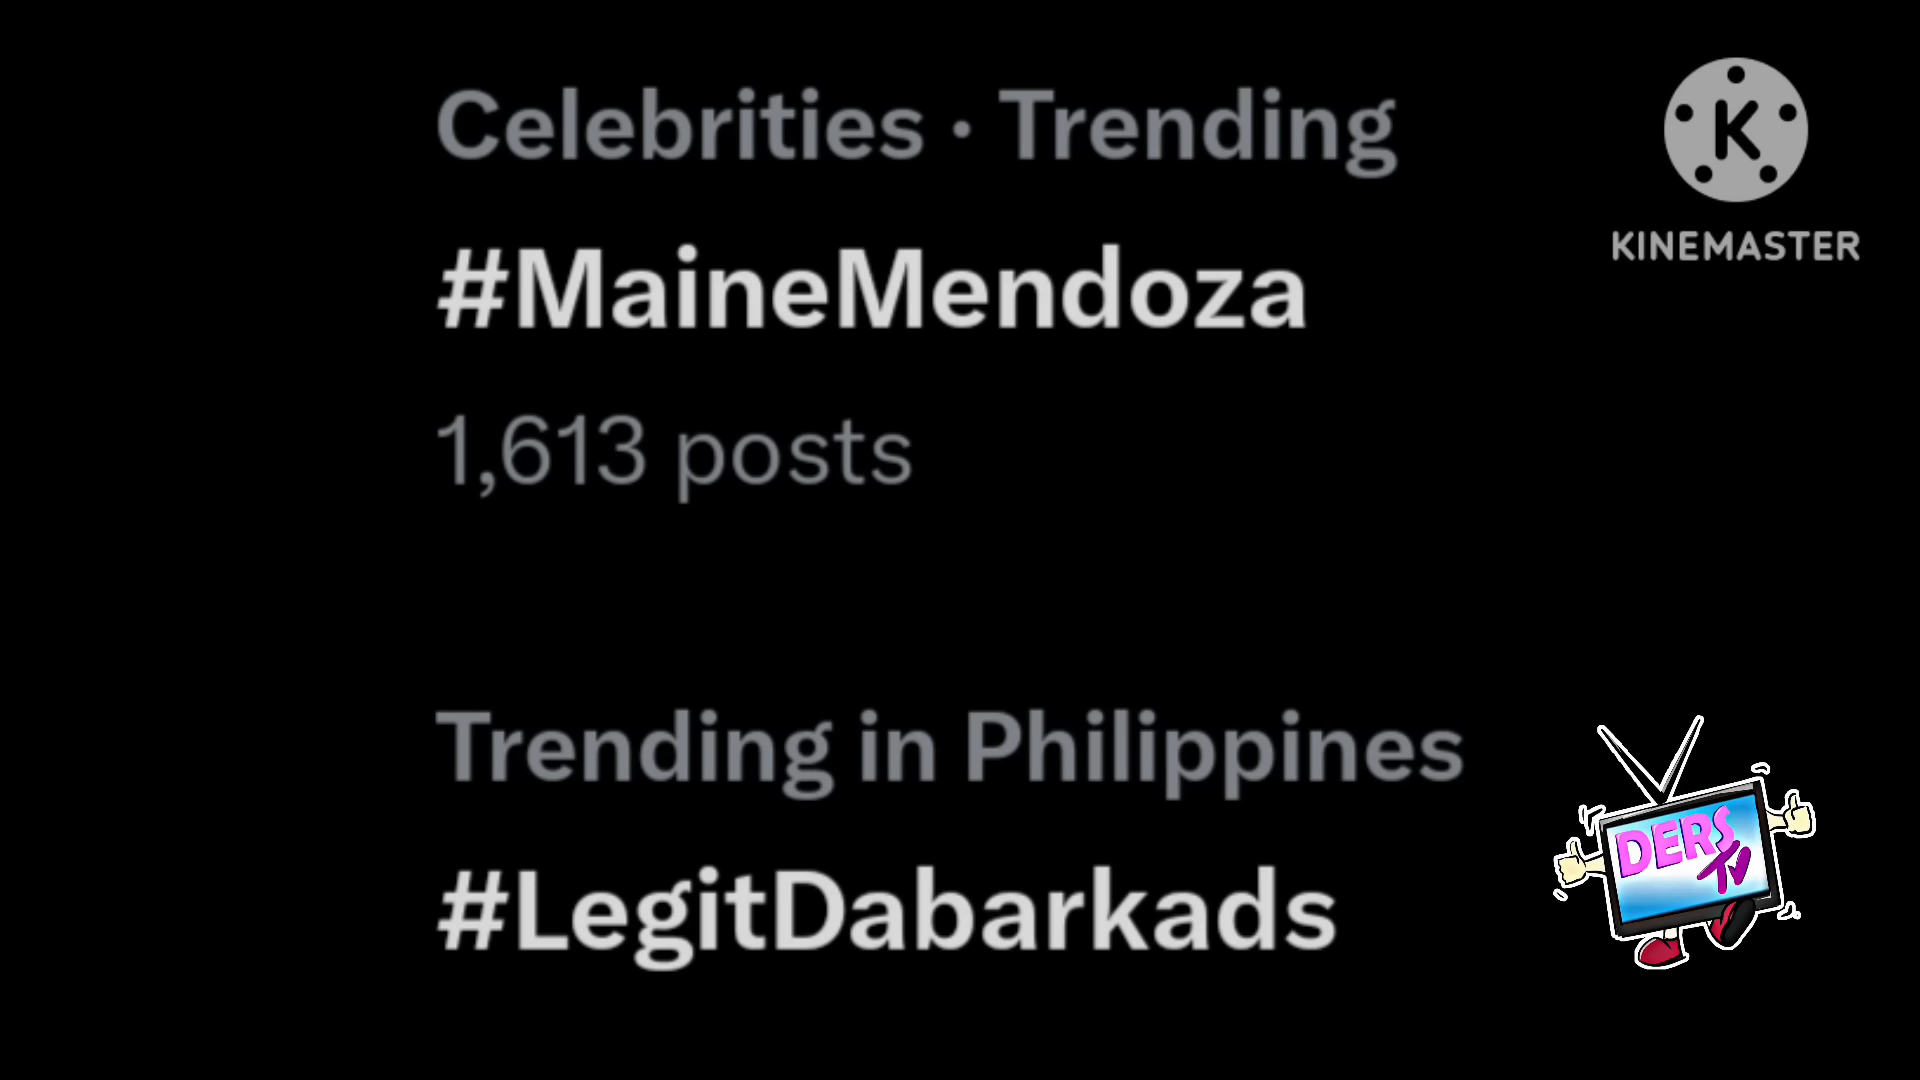 Celebrities · Trending
#MaineMendoza
1,613 posts
KINEMASTER
Trending in Philippines
#LegitDabarkads
DERS
TV